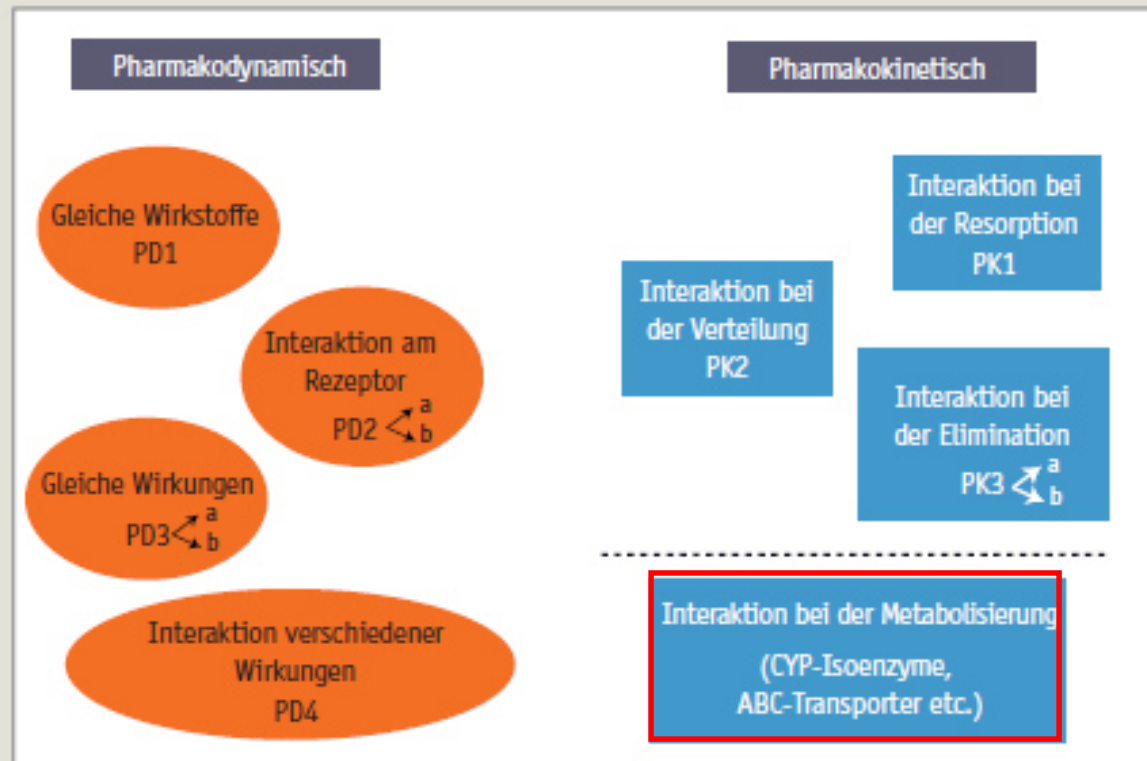 Pharmakodynamisch
Gleiche Wirkstoffe
PD1
Interaktion am
Rezeptor
PD2
a
b
Gleiche Wirkungen
PD3
a
b
Interaktion verschiedener
Wirkungen
PD4
Pharmakokinetisch
Interaktion bei
der Resorption
PK1
Interaktion bei
der Verteilung
PK2
Interaktion bei
der Elimination
PK3
a
b
Interaktion bei der Metabolisierung
(CYP-Isoenzyme,
ABC-Transporter etc.)